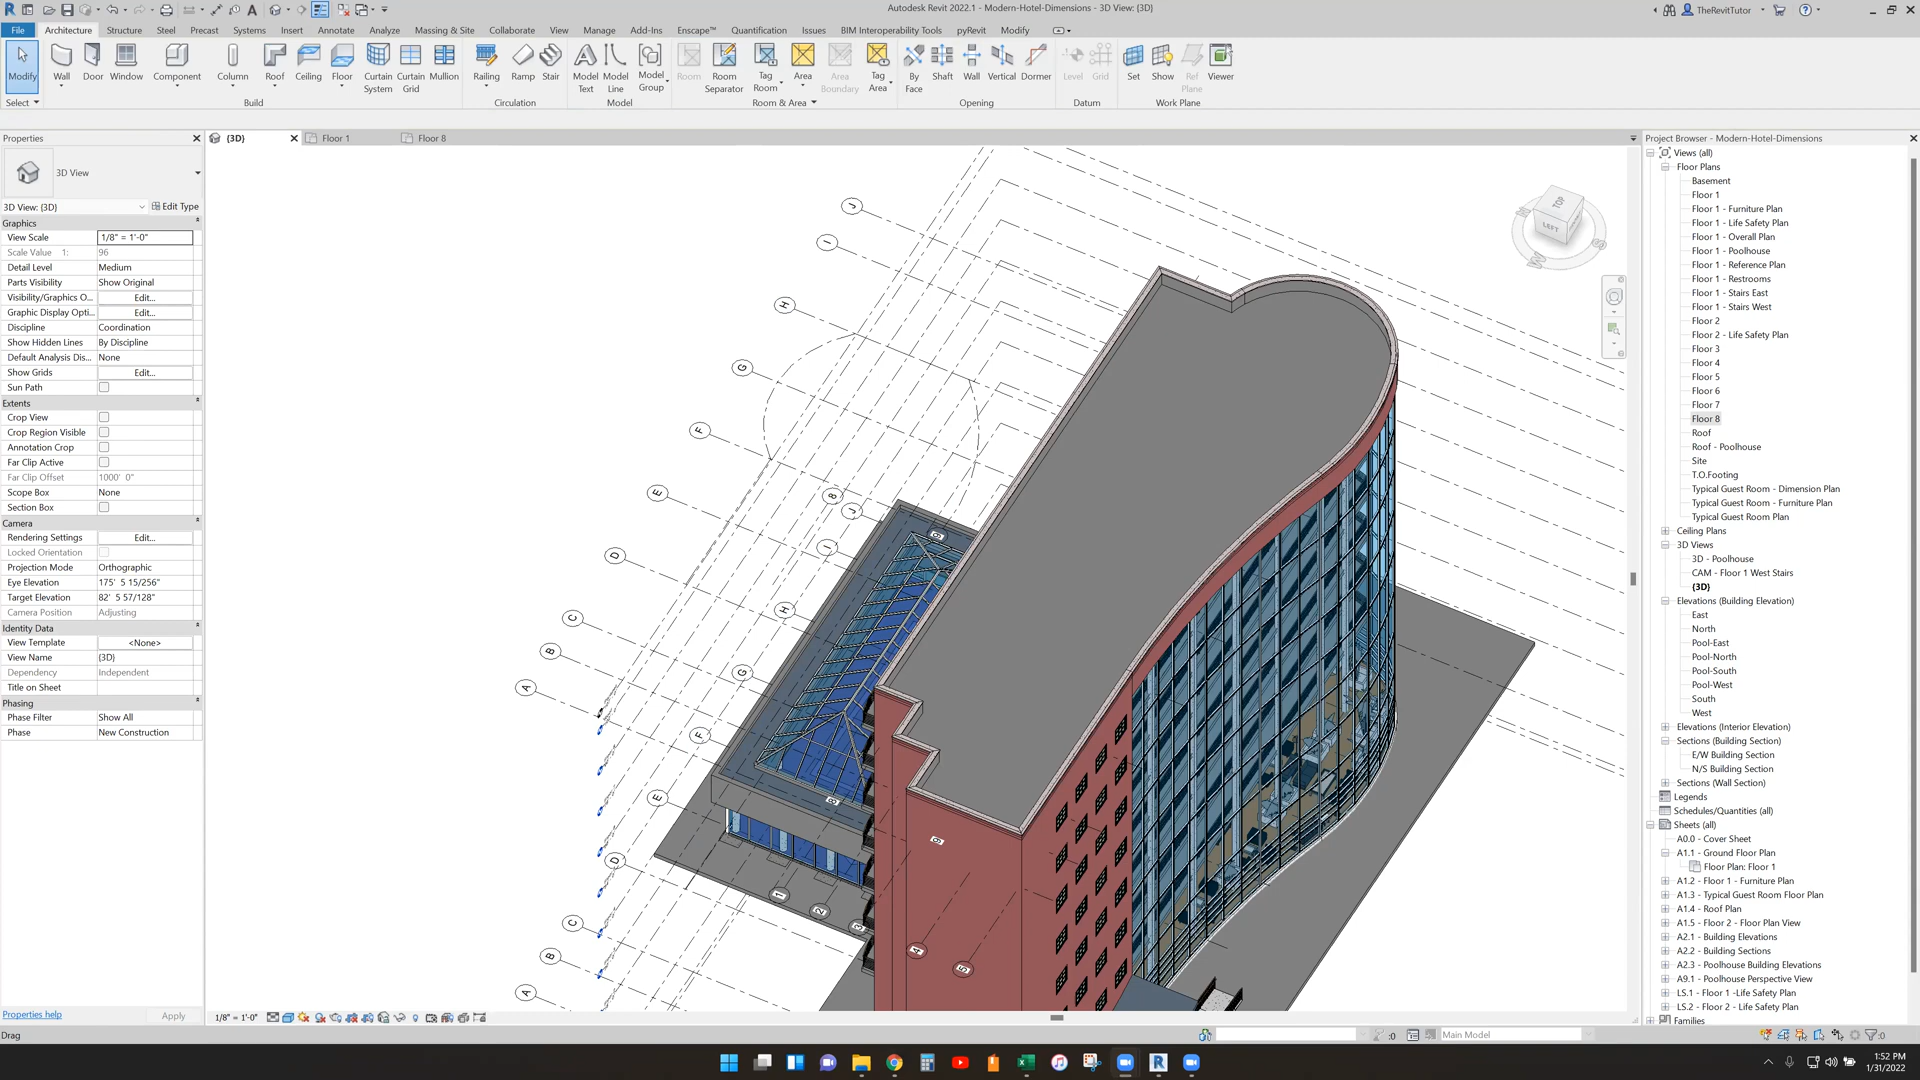 Autodesk Revit 2022.1 - Modern-Hotel-Dimensions - 3D View: {3D}
TheRevitTutor
File Architecture Structure Steel Precast Systems Insert Annotate Analyze Massing & Site Collaborate View Manage Add-Ins Enscape™ Quantification Issues BIM Interoperability Tools pyRevit Modify
Modify Wall Door Window Component Column Roof Ceiling Floor Curtain System Curtain Grid Mullion Railing Ramp Stair Model Text Model Line Model Group Room Room Separator Tag Room Area Area Boundary Tag Area By Face Shaft Wall Vertical Dormer Level Grid Set Show Ref Plane Viewer
Select Build Circulation Model Room & Area Opening Datum Work Plane
Properties
3D View
3D View: {3D} Edit Type
Graphics
View Scale 1/8" = 1'-0"
Scale Value 1: 96
Detail Level Medium
Parts Visibility Show Original
Visibility/Graphics O... Edit...
Graphic Display Opti... Edit...
Discipline Coordination
Show Hidden Lines By Discipline
Default Analysis Dis... None
Show Grids Edit...
Sun Path
Extents
Crop View
Crop Region Visible
Annotation Crop
Far Clip Active
Far Clip Offset 1000' 0"
Scope Box None
Section Box
Camera
Rendering Settings Edit...
Locked Orientation
Projection Mode Orthographic
Eye Elevation 175' 5 15/256"
Target Elevation 82' 5 57/128"
Camera Position Adjusting
Identity Data
View Template <None>
View Name {3D}
Dependency Independent
Title on Sheet
Phasing
Phase Filter Show All
Phase New Construction
Properties help Apply
{3D} Floor 1 Floor 8
J
I
H
G
F
E
D
C
B
A
8
J
I
H
G
F
E
D
C
B
A
1
2
3
4
5
8
TOP
LEFT
W
S
1/8" = 1'-0"
Project Browser - Modern-Hotel-Dimensions
Views (all)
Floor Plans
Basement
Floor 1
Floor 1 - Furniture Plan
Floor 1 - Life Safety Plan
Floor 1 - Overall Plan
Floor 1 - Poolhouse
Floor 1 - Reference Plan
Floor 1 - Restrooms
Floor 1 - Stairs East
Floor 1 - Stairs West
Floor 2
Floor 2 - Life Safety Plan
Floor 3
Floor 4
Floor 5
Floor 6
Floor 7
Floor 8
Roof
Roof - Poolhouse
Site
T.O.Footing
Typical Guest Room - Dimension Plan
Typical Guest Room - Furniture Plan
Typical Guest Room Plan
Ceiling Plans
3D Views
3D - Poolhouse
CAM - Floor 1 West Stairs
{3D}
Elevations (Building Elevation)
East
North
Pool-East
Pool-North
Pool-South
Pool-West
South
West
Elevations (Interior Elevation)
Sections (Building Section)
E/W Building Section
N/S Building Section
Sections (Wall Section)
Legends
Schedules/Quantities (all)
Sheets (all)
A0.0 - Cover Sheet
A1.1 - Ground Floor Plan
Floor Plan: Floor 1
A1.2 - Floor 1 - Furniture Plan
A1.3 - Typical Guest Room Floor Plan
A1.4 - Roof Plan
A1.5 - Floor 2 - Floor Plan View
A2.1 - Building Elevations
A2.2 - Building Sections
A2.3 - Poolhouse Building Elevations
A9.1 - Poolhouse Perspective View
LS.1 - Floor 1 -Life Safety Plan
LS.2 - Floor 2 - Life Safety Plan
Families
Drag :0 Main Model :0
1:52 PM
1/31/2022